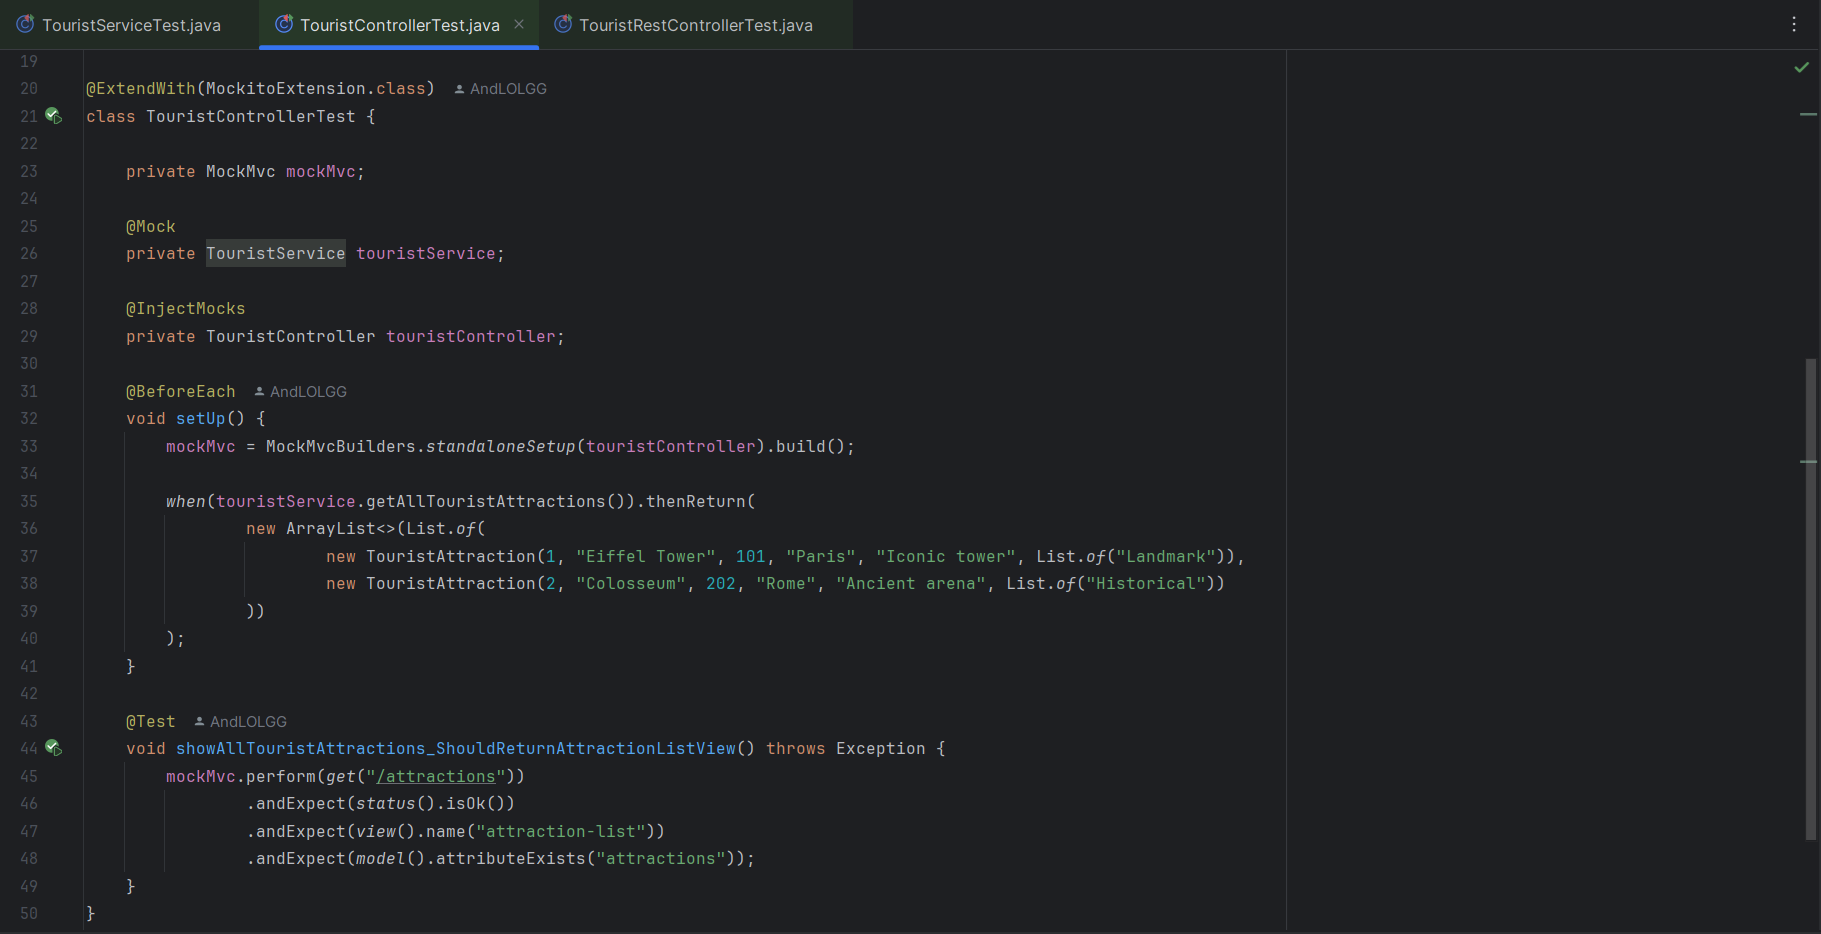 TouristServiceTest.java TouristControllerTest.java TouristRestControllerTest.java
19
20 @ExtendWith(MockitoExtension.class) AndLOLGG
21 class TouristControllerTest {
22
23 private MockMvc mockMvc;
24
25 @Mock
26 private TouristService touristService;
27
28 @InjectMocks
29 private TouristController touristController;
30
31 @BeforeEach AndLOLGG
32 void setUp() {
33 mockMvc = MockMvcBuilders.standaloneSetup(touristController).build();
34
35 when(touristService.getAllTouristAttractions()).thenReturn(
36 new ArrayList<>(List.of(
37 new TouristAttraction(1, "Eiffel Tower", 101, "Paris", "Iconic tower", List.of("Landmark")),
38 new TouristAttraction(2, "Colosseum", 202, "Rome", "Ancient arena", List.of("Historical"))
39 ))
40 );
41 }
42
43 @Test AndLOLGG
44 void showAllTouristAttractions_ShouldReturnAttractionListView() throws Exception {
45 mockMvc.perform(get("/attractions"))
46 .andExpect(status().isOk())
47 .andExpect(view().name("attraction-list"))
48 .andExpect(model().attributeExists("attractions"));
49 }
50 }